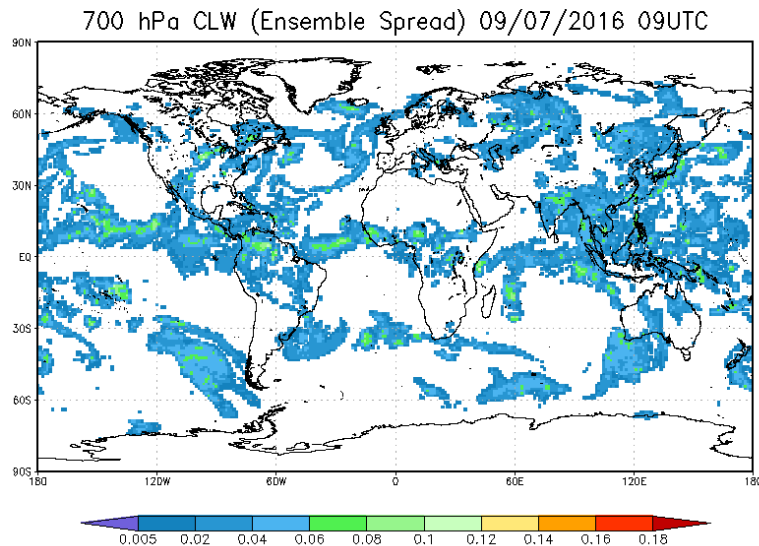 700 hPa CLW (Ensemble Spread) 09/07/2016 09UTC
90N
60N
30N
EQ
30S
60S
90S
180 120W 60W 0 60E 120E 180
0.005 0.02 0.04 0.06 0.08 0.1 0.12 0.14 0.16 0.18